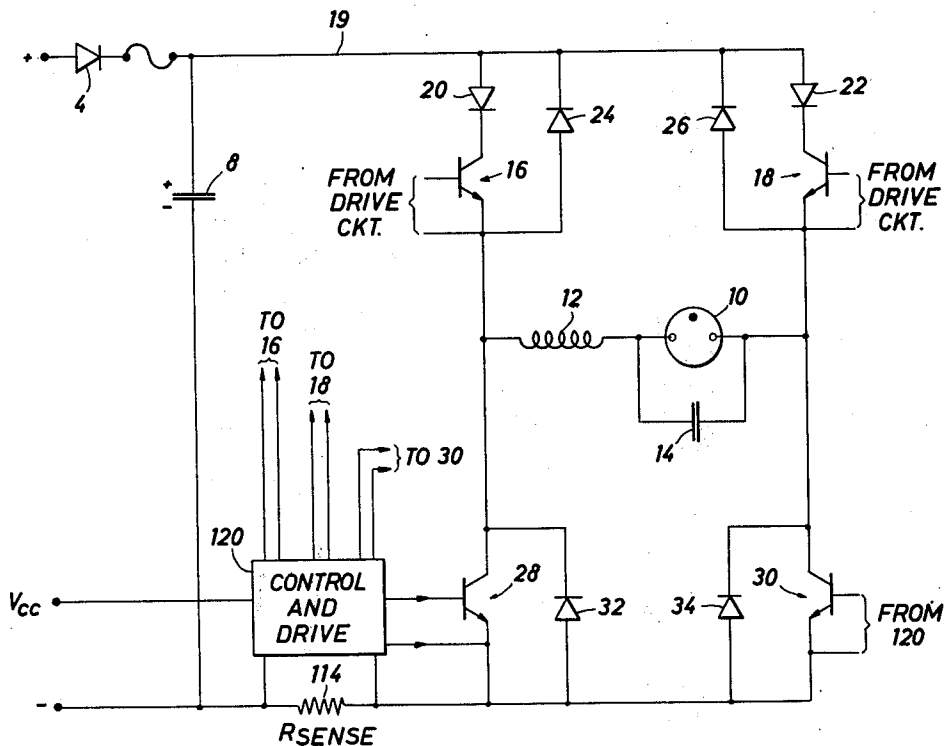 19
+
4
20
24
26
22
+
8
-
FROM
DRIVE
CKT.
16
18
FROM
DRIVE
CKT.
12
10
TO
16
TO
18
14
TO 30
120
CONTROL
AND
DRIVE
VCC
28
32
34
30
FROM
120
-
114
RSENSE